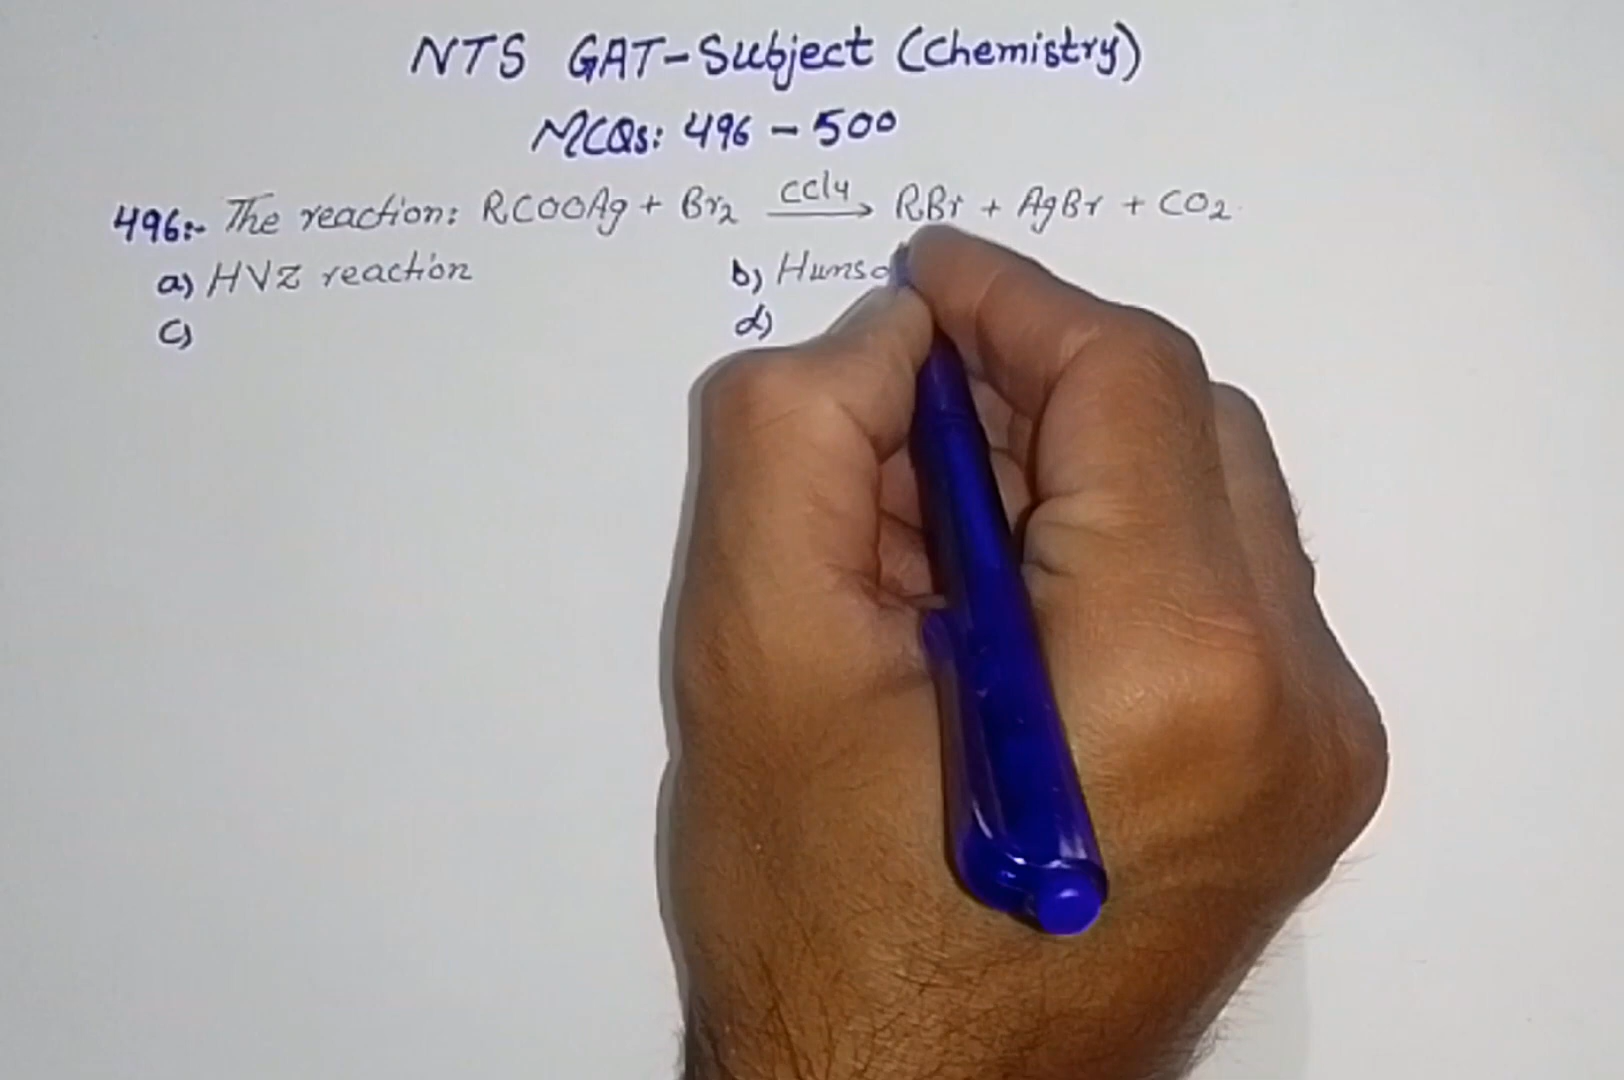 NTS GAT-Subject (Chemistry)
MCQs: 496 - 500
496:- The reaction: RCOOAg + Br2 CCl4 → RBr + AgBr + CO2
a) HVZ reaction b) Hunsd
c) d)